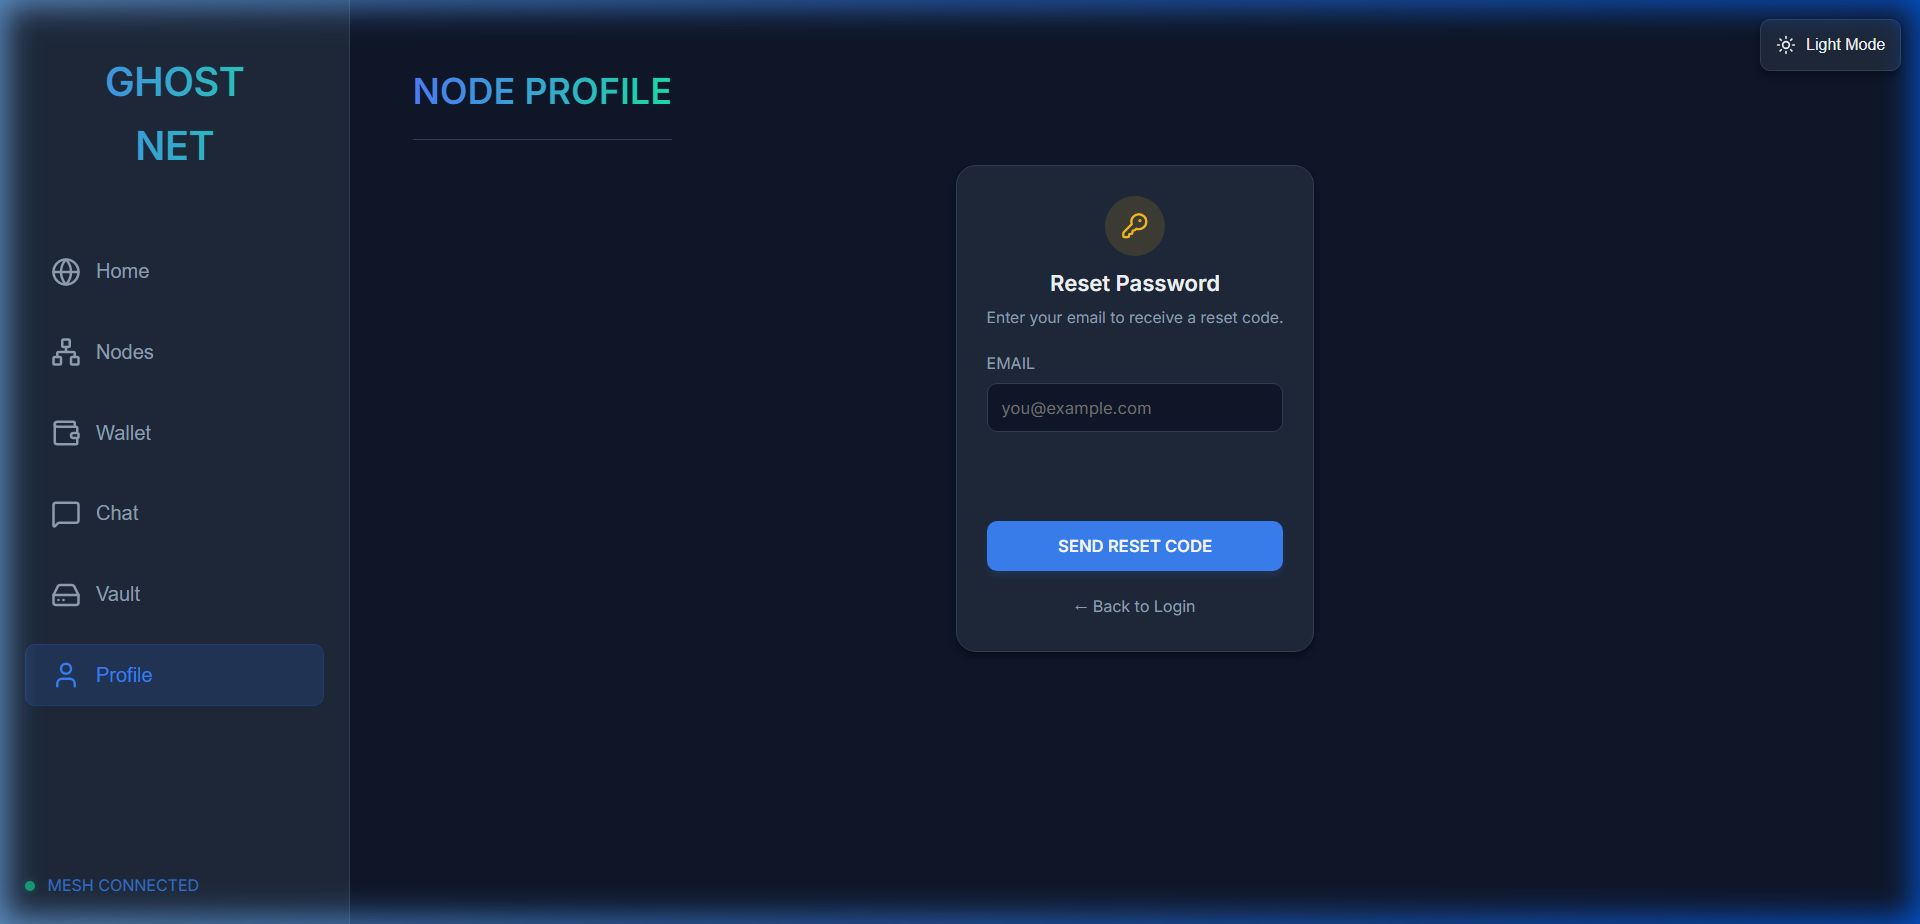 GHOST
NET
Home
Nodes
Wallet
Chat
Vault
Profile
MESH CONNECTED
Light Mode
NODE PROFILE
Reset Password
Enter your email to receive a reset code.
EMAIL
you@example.com
SEND RESET CODE
← Back to Login